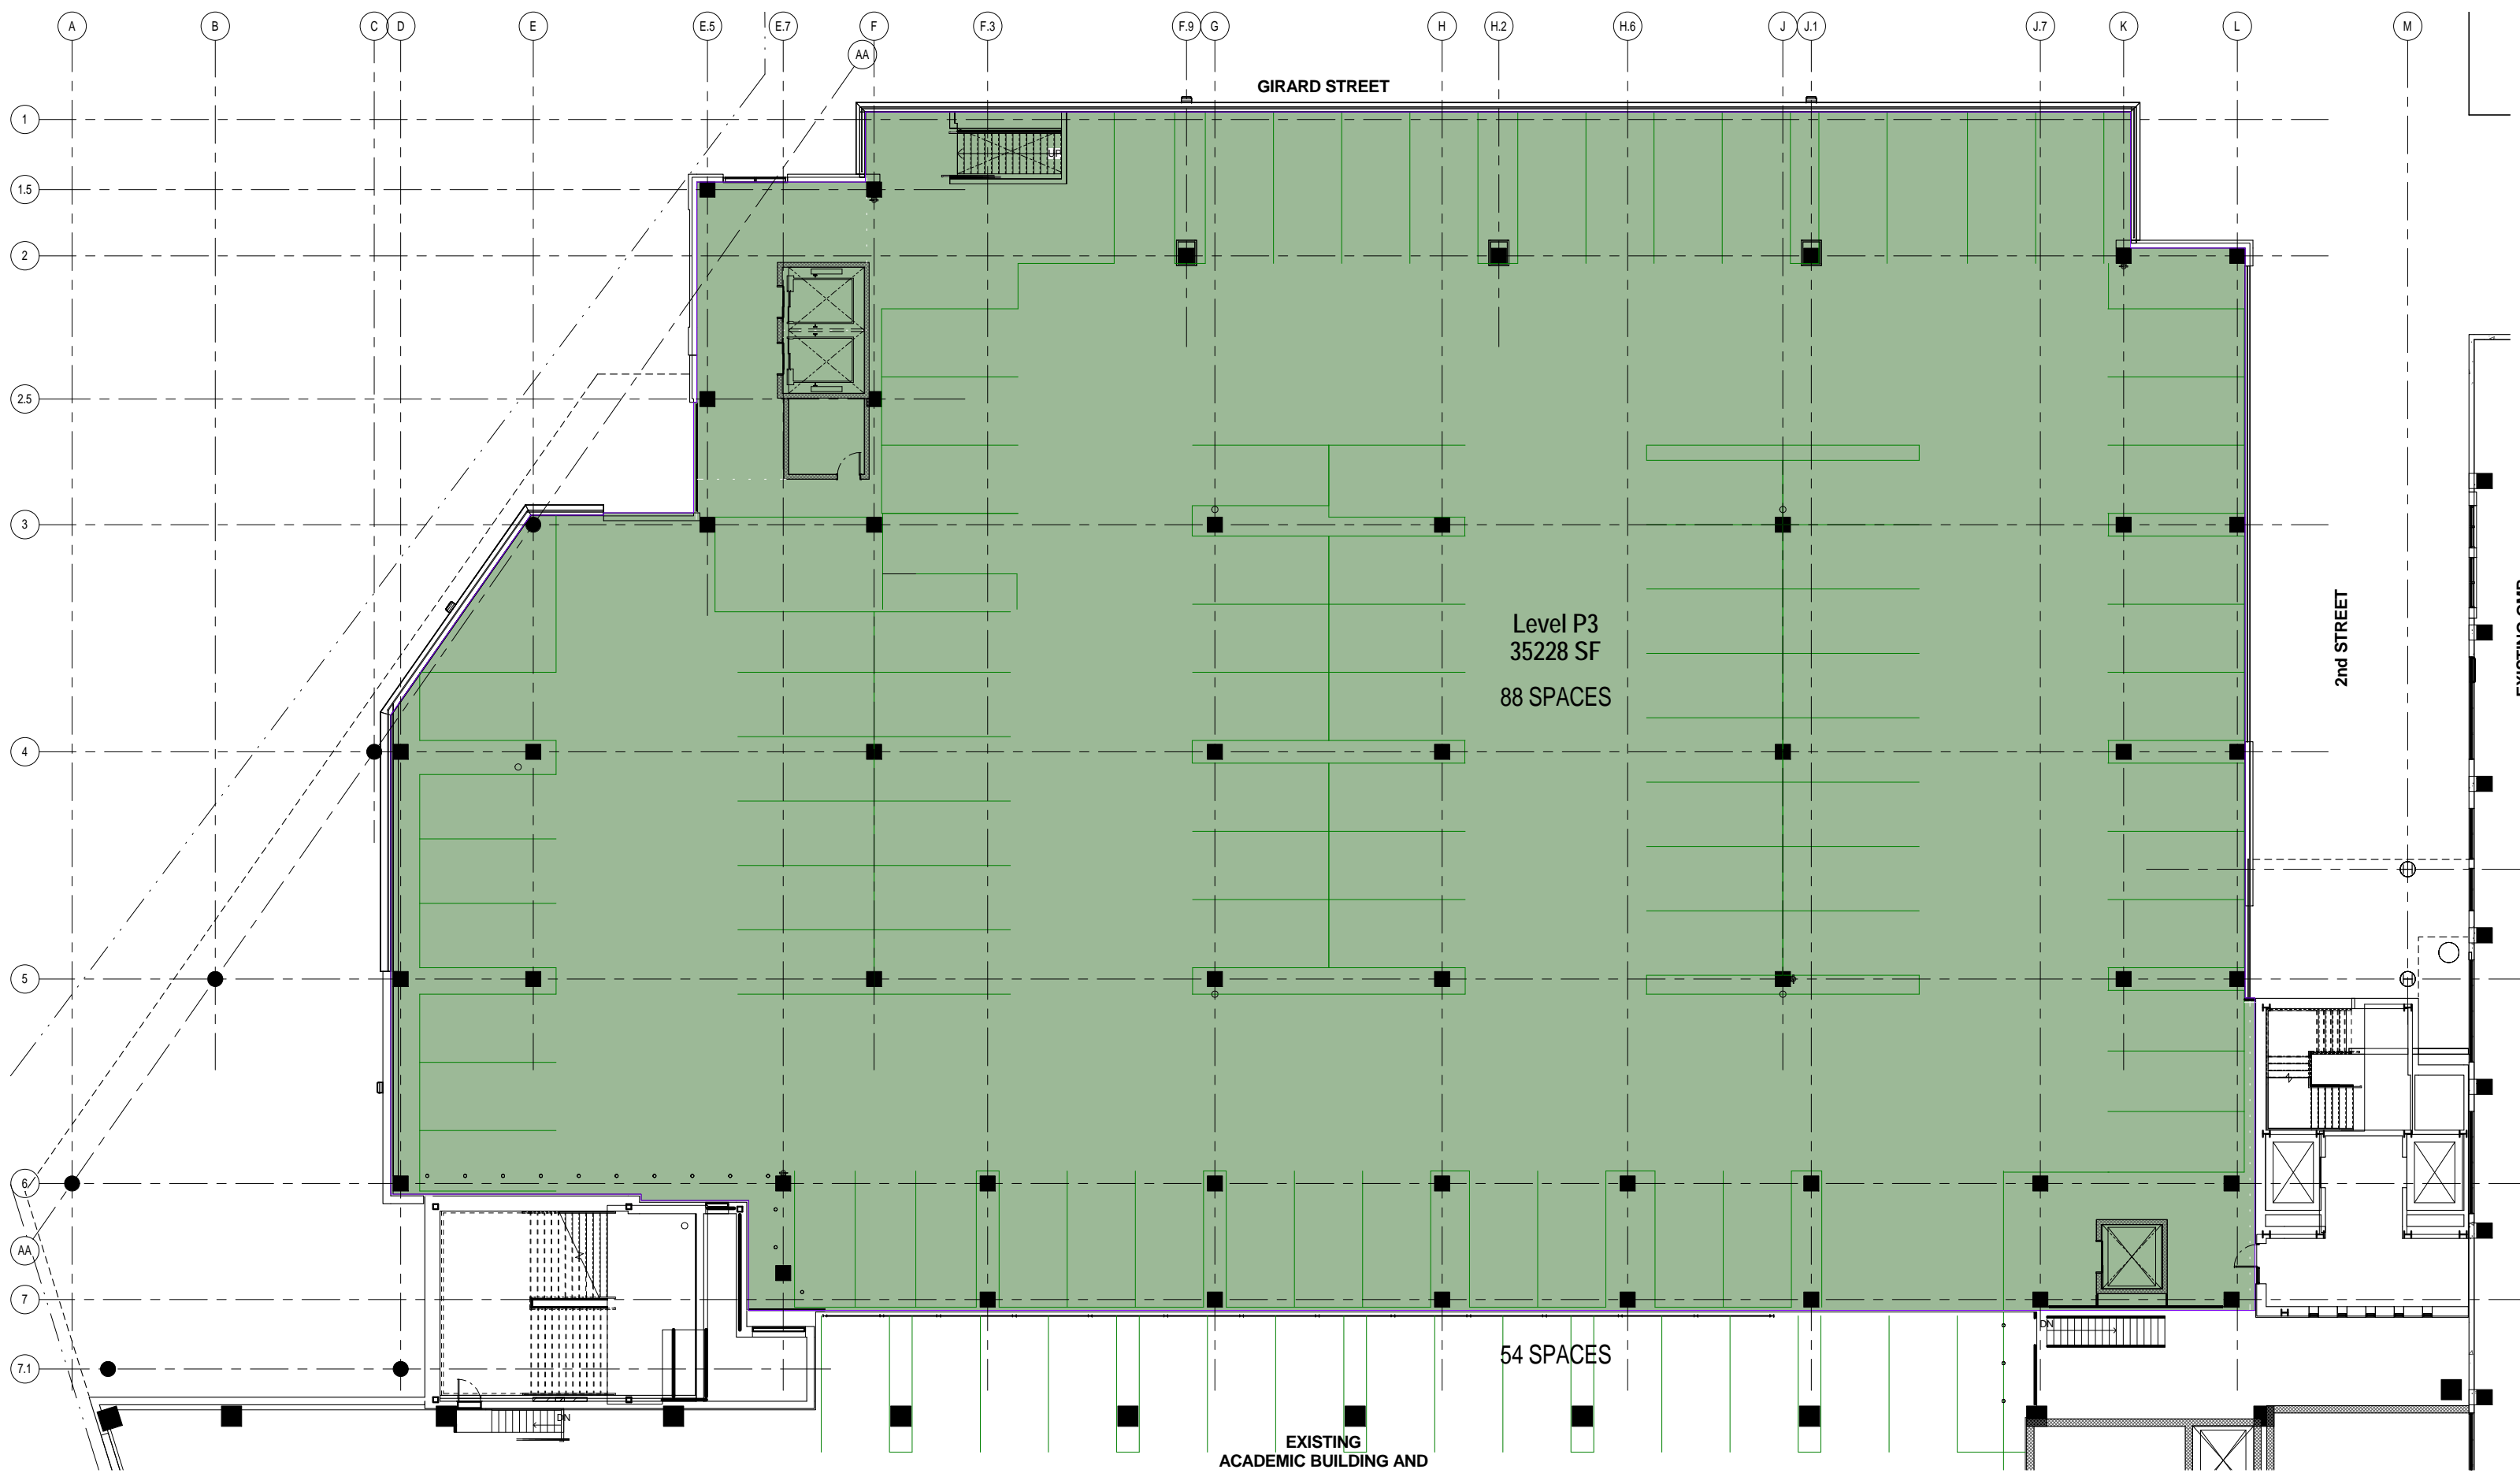 A B C D E E.5 E.7 F F.3 F.9 G H H.2 H.6 J J.1 J.7 K L M
AA
GIRARD STREET
1
UP
1.5
2
2.5
3
Level P3
35228 SF
88 SPACES
2nd STREET
4
5
6
AA
7
DN
54 SPACES
7.1
DN
EXISTING
ACADEMIC BUILDING AND